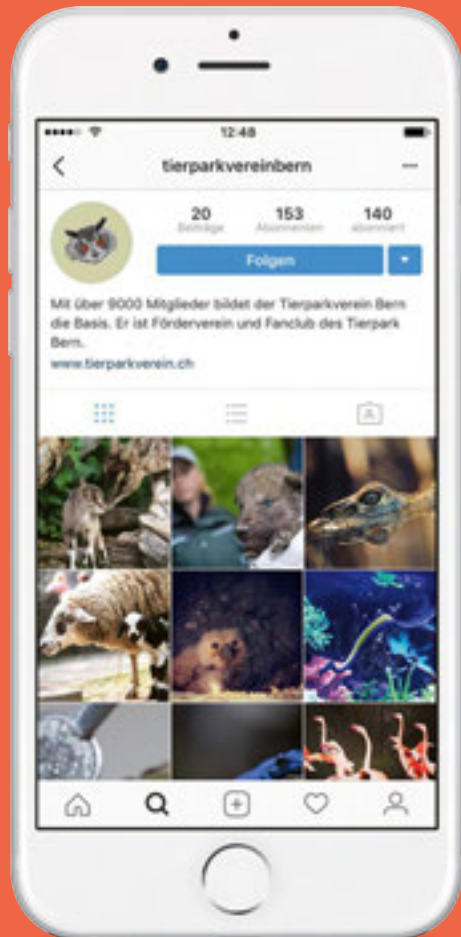 12:48
tierparkvereinbern
20 153 140
Beiträge Abonnenten abonniert
Folgen
Mit über 9000 Mitglieder bildet der Tierparkverein Bern
die Basis. Er ist Förderverein und Fanclub des Tierpark
Bern.
www.tierparkverein.ch